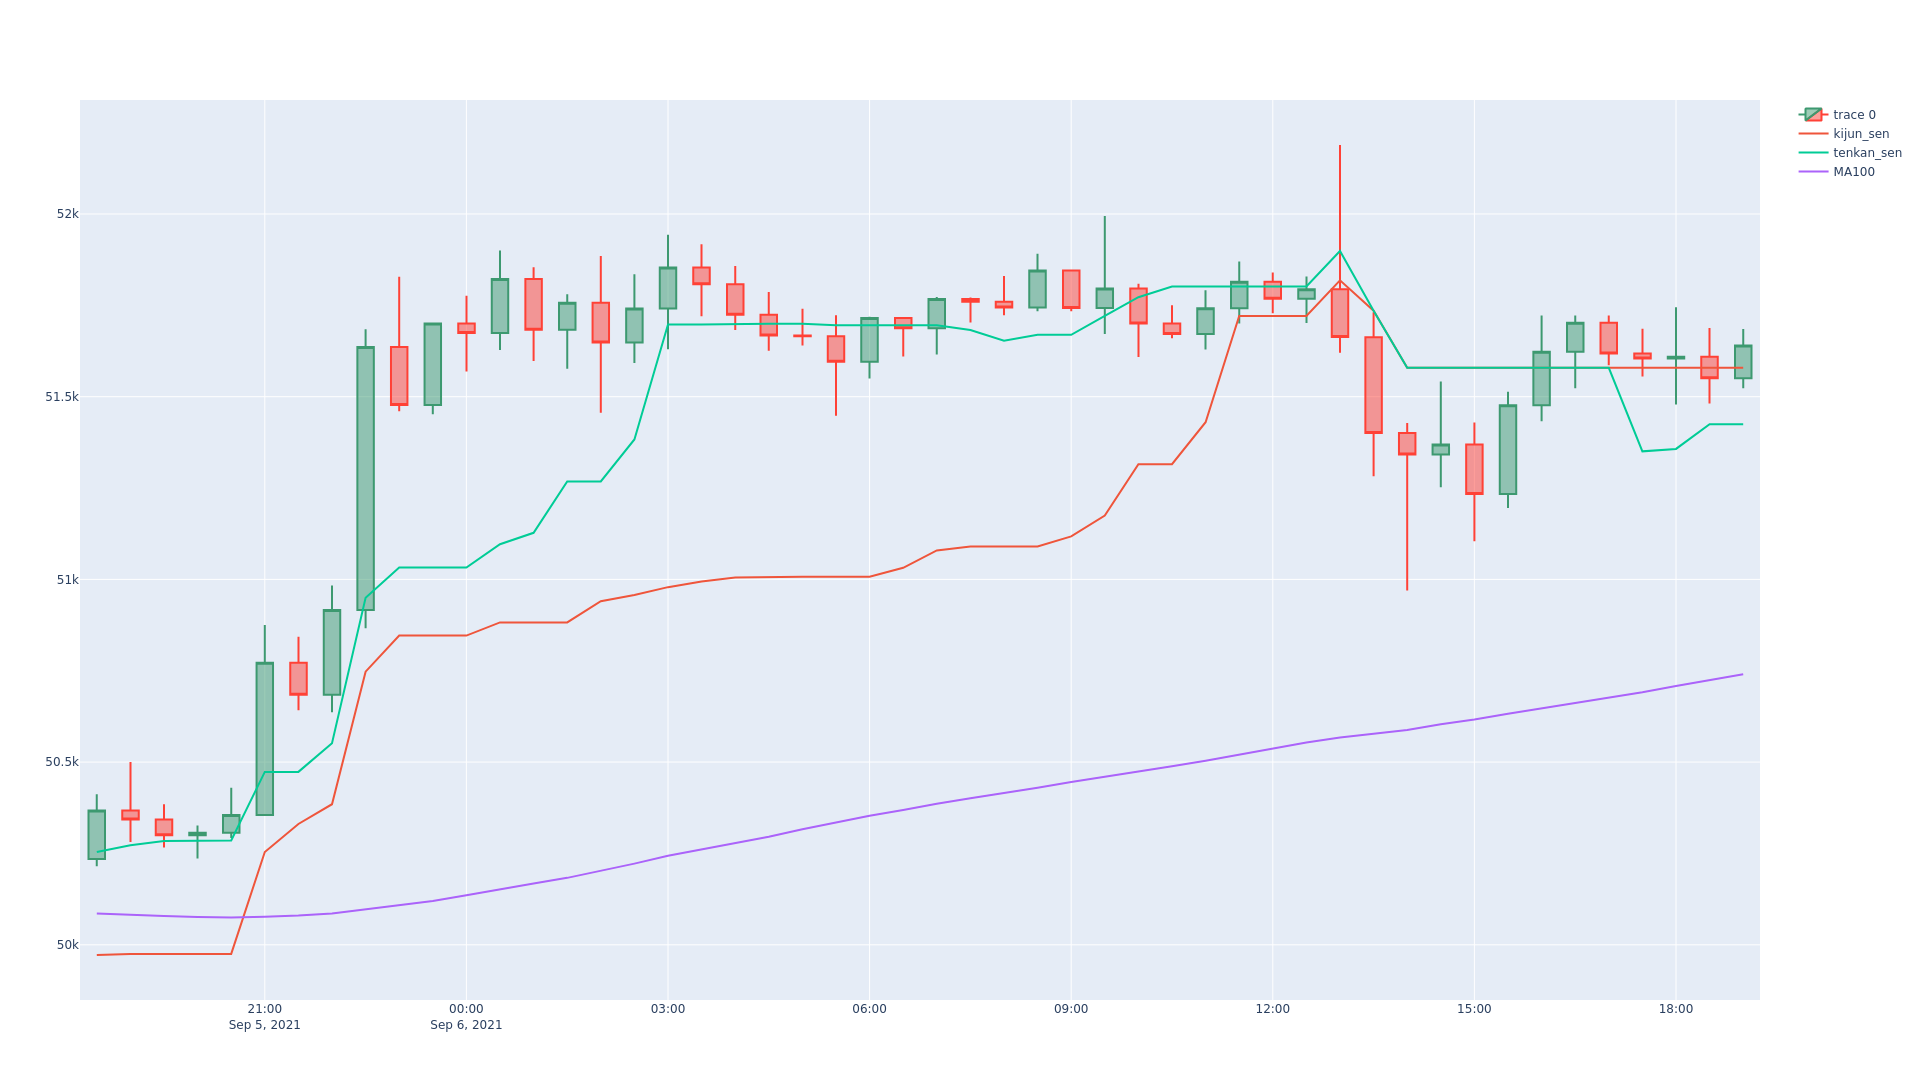 trace 0
kijun_sen
tenkan_sen
MA100
52k
51.5k
51k
50.5k
50k
21:00
Sep 5, 2021
00:00
Sep 6, 2021
03:00
06:00
09:00
12:00
15:00
18:00